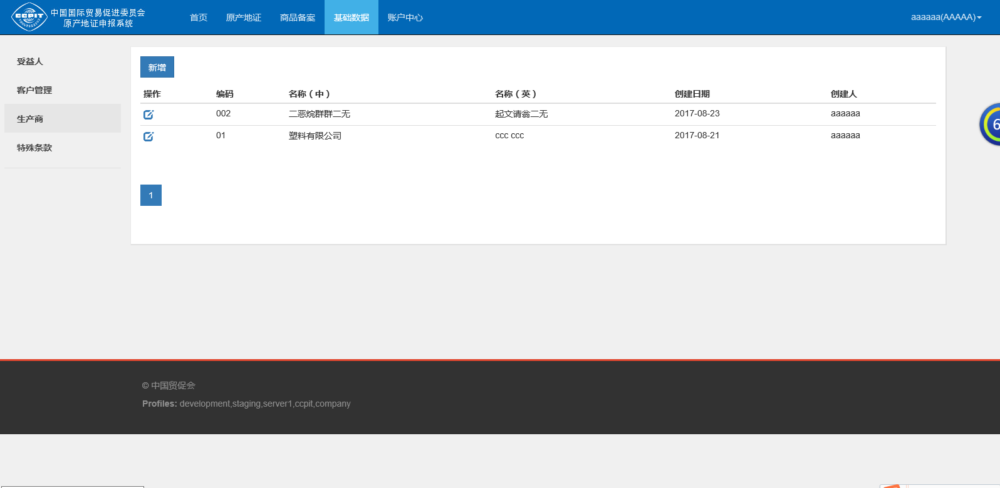 CCPIT 中国国际贸易促进委员会
原产地证申报系统
首页 原产地证 商品备案 基础数据 账户中心 aaaaaa(AAAAA)
受益人
客户管理
生产商
特殊条款
新增
操作 编码 名称（中） 名称（英） 创建日期 创建人
002 二恶烷群群二无 起文请翁二无 2017-08-23 aaaaaa
01 塑料有限公司 ccc ccc 2017-08-21 aaaaaa
6
1
© 中国贸促会
Profiles: development,staging,server1,ccpit,company